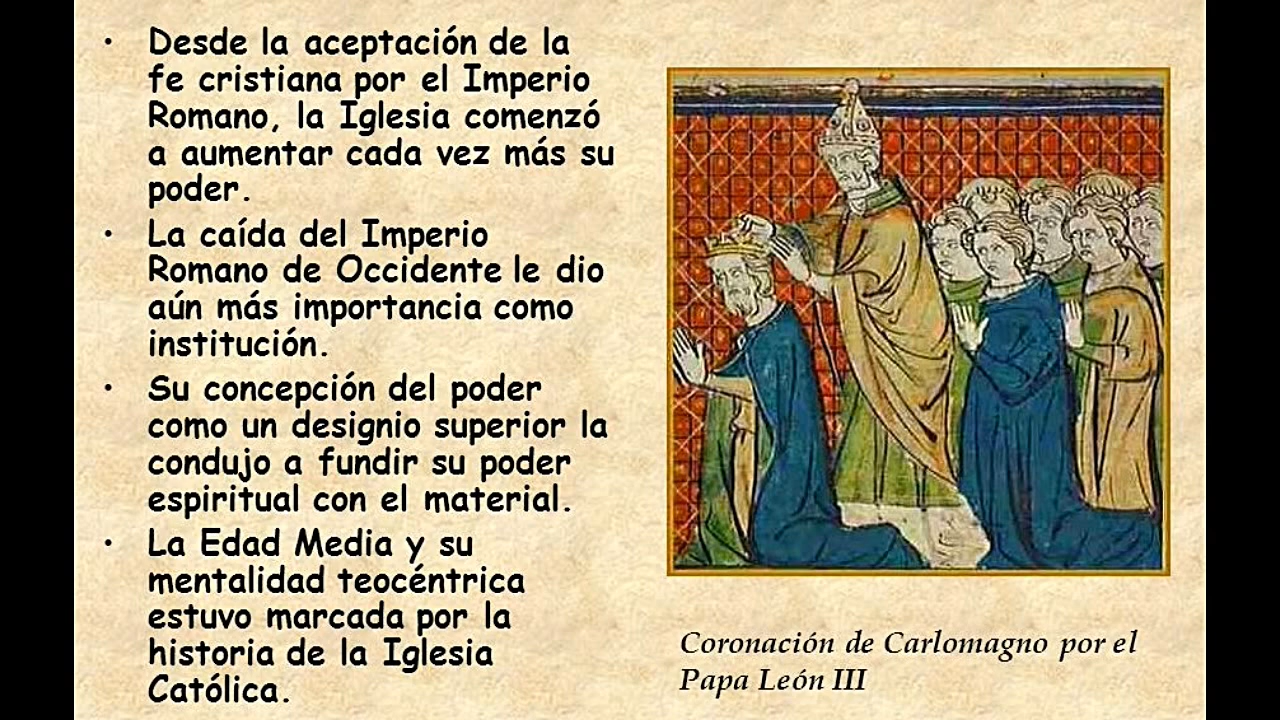 • Desde la aceptación de la
fe cristiana por el Imperio
Romano, la Iglesia comenzó
a aumentar cada vez más su
poder.
• La caída del Imperio
Romano de Occidente le dio
aún más importancia como
institución.
• Su concepción del poder
como un designio superior la
condujo a fundir su poder
espiritual con el material.
• La Edad Media y su
mentalidad teocéntrica
estuvo marcada por la
historia de la Iglesia
Católica.
Coronación de Carlomagno por el
Papa León III